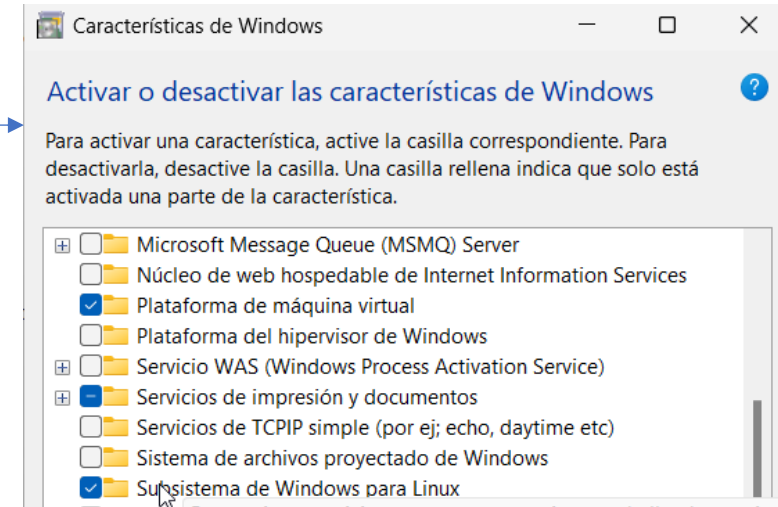 Características de Windows
Activar o desactivar las características de Windows
Para activar una característica, active la casilla correspondiente. Para
desactivarla, desactive la casilla. Una casilla rellena indica que solo está
activada una parte de la característica.
Microsoft Message Queue (MSMQ) Server
Núcleo de web hospedable de Internet Information Services
Plataforma de máquina virtual
Plataforma del hipervisor de Windows
Servicio WAS (Windows Process Activation Service)
Servicios de impresión y documentos
Servicios de TCPIP simple (por ej; echo, daytime etc)
Sistema de archivos proyectado de Windows
Subsistema de Windows para Linux